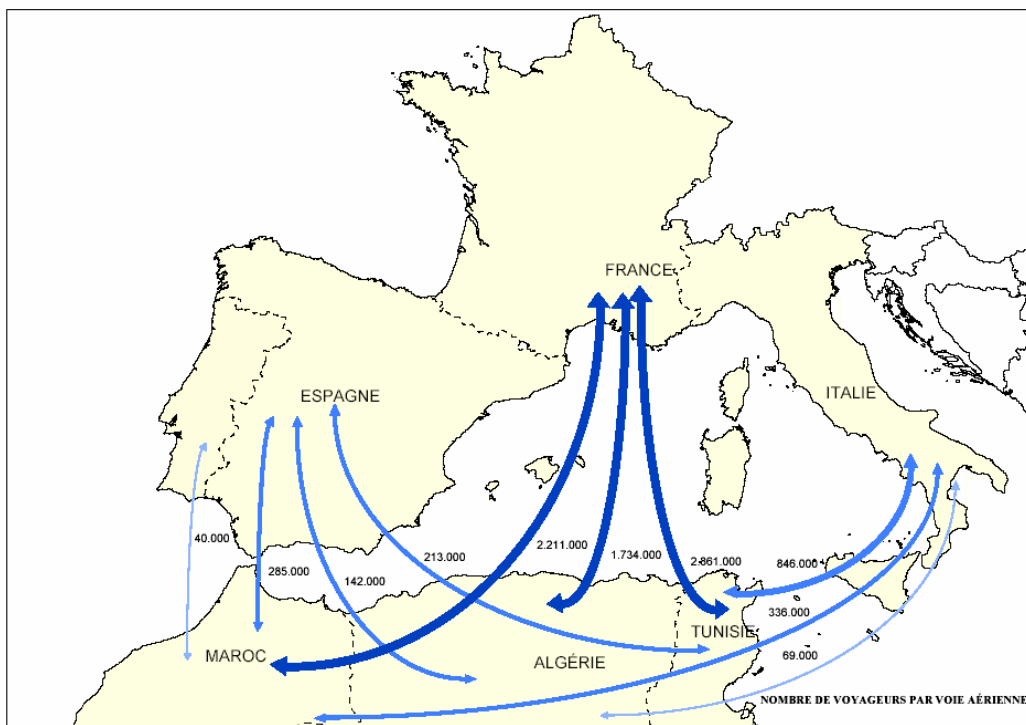 FRANCE
ESPAGNE
ITALIE
40.000
285.000
142.000
213.000
2.211.000
1.734.000
2.861.000
846.000
336.000
TUNISIE
69.000
MAROC
ALGÉRIE
NOMBRE DE VOYAGEURS PAR VOIE AÉRIENNE